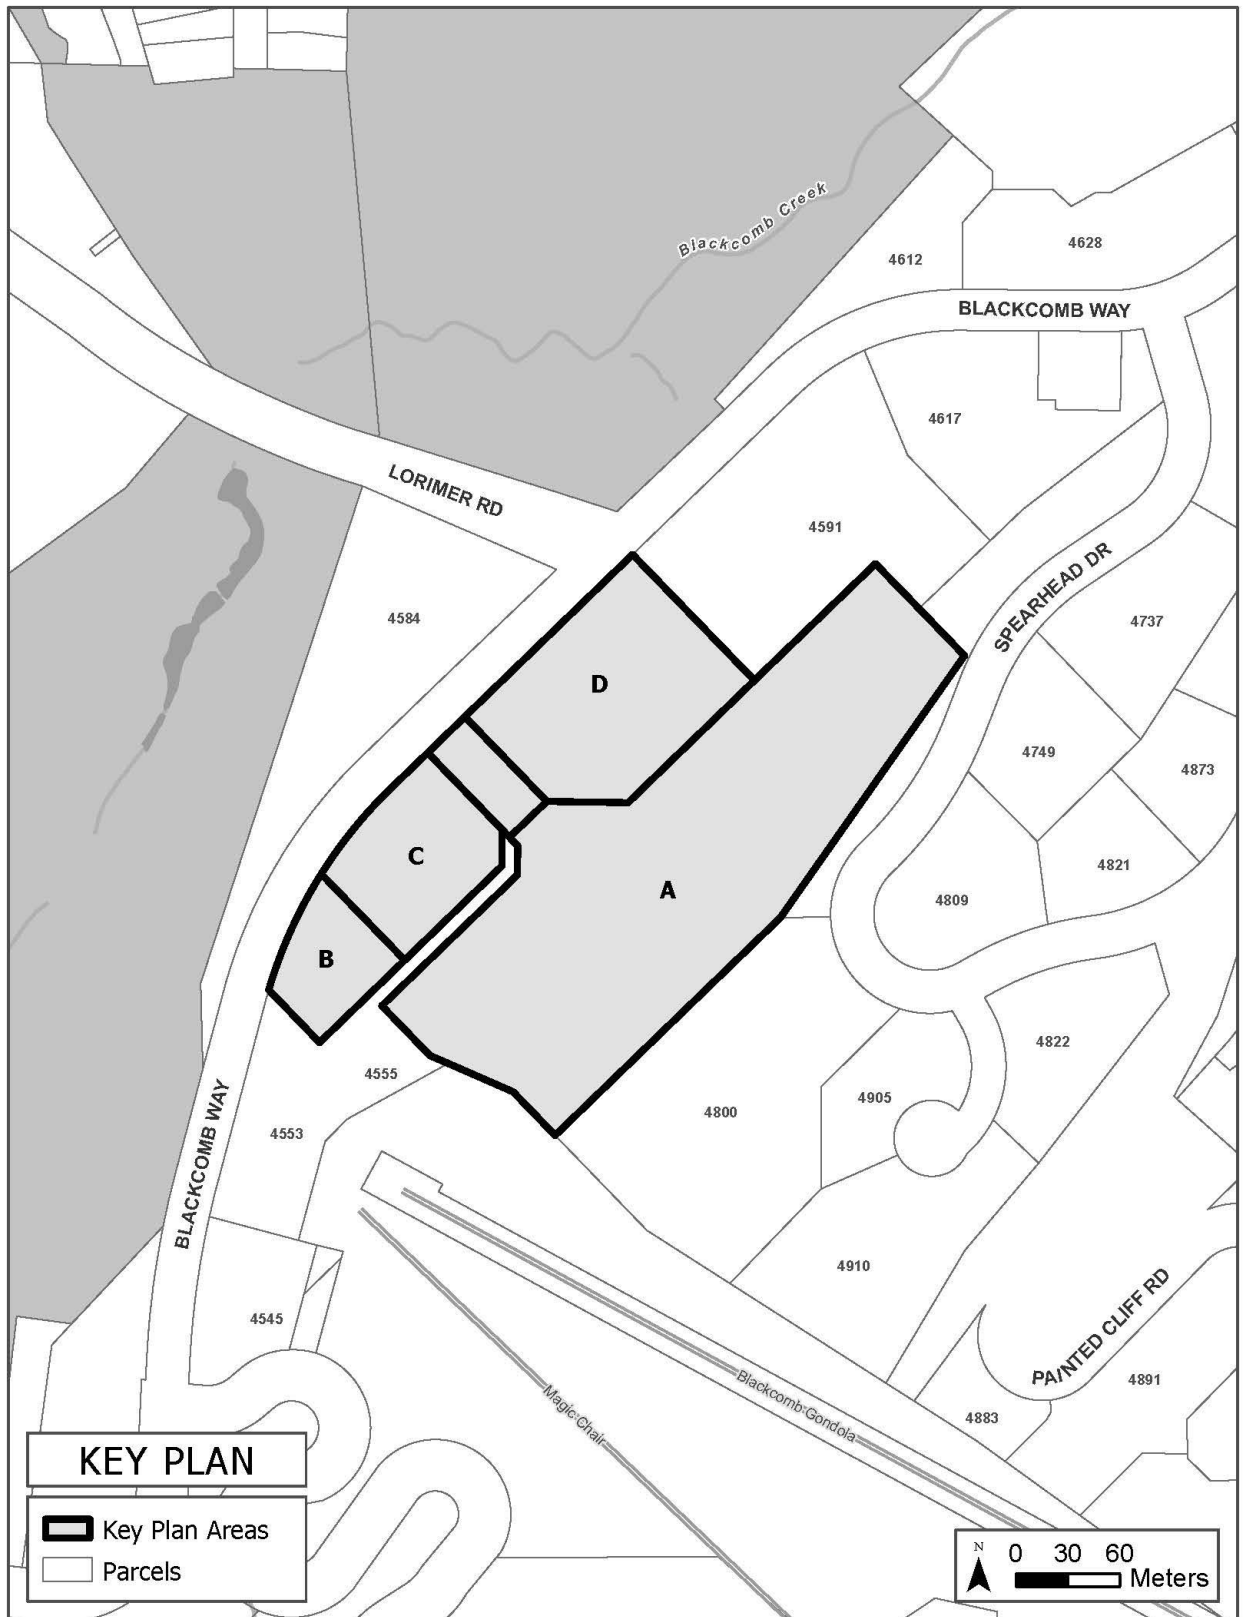 Blackcomb Creek
4612
4628
BLACKCOMB WAY
4617
LORIMER RD
4591
SPEARHEAD DR
4584
4737
D
4749
4873
C
A
4821
4809
B
4822
4555
4905
4800
4553
BLACKCOMB WAY
4910
4545
PAINTED CLIFF RD
4891
Magic Chair
Blackcomb Gondola
4883
KEY PLAN
Key Plan Areas
Parcels
N
0 30 60
Meters